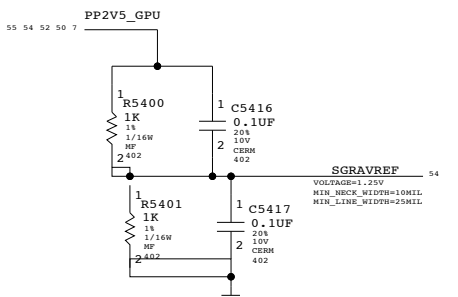 PP2V5_GPU
55 54 52 50 7
1
R5400
1K
1%
1/16W
MF
402
2
1
C5416
0.1UF
20%
10V
CERM
402
2
SGRAVREF
54
VOLTAGE=1.25V
MIN_NECK_WIDTH=10MIL
MIN_LINE_WIDTH=25MIL
1
R5401
1K
1%
1/16W
MF
402
2
1
C5417
0.1UF
20%
10V
CERM
402
2